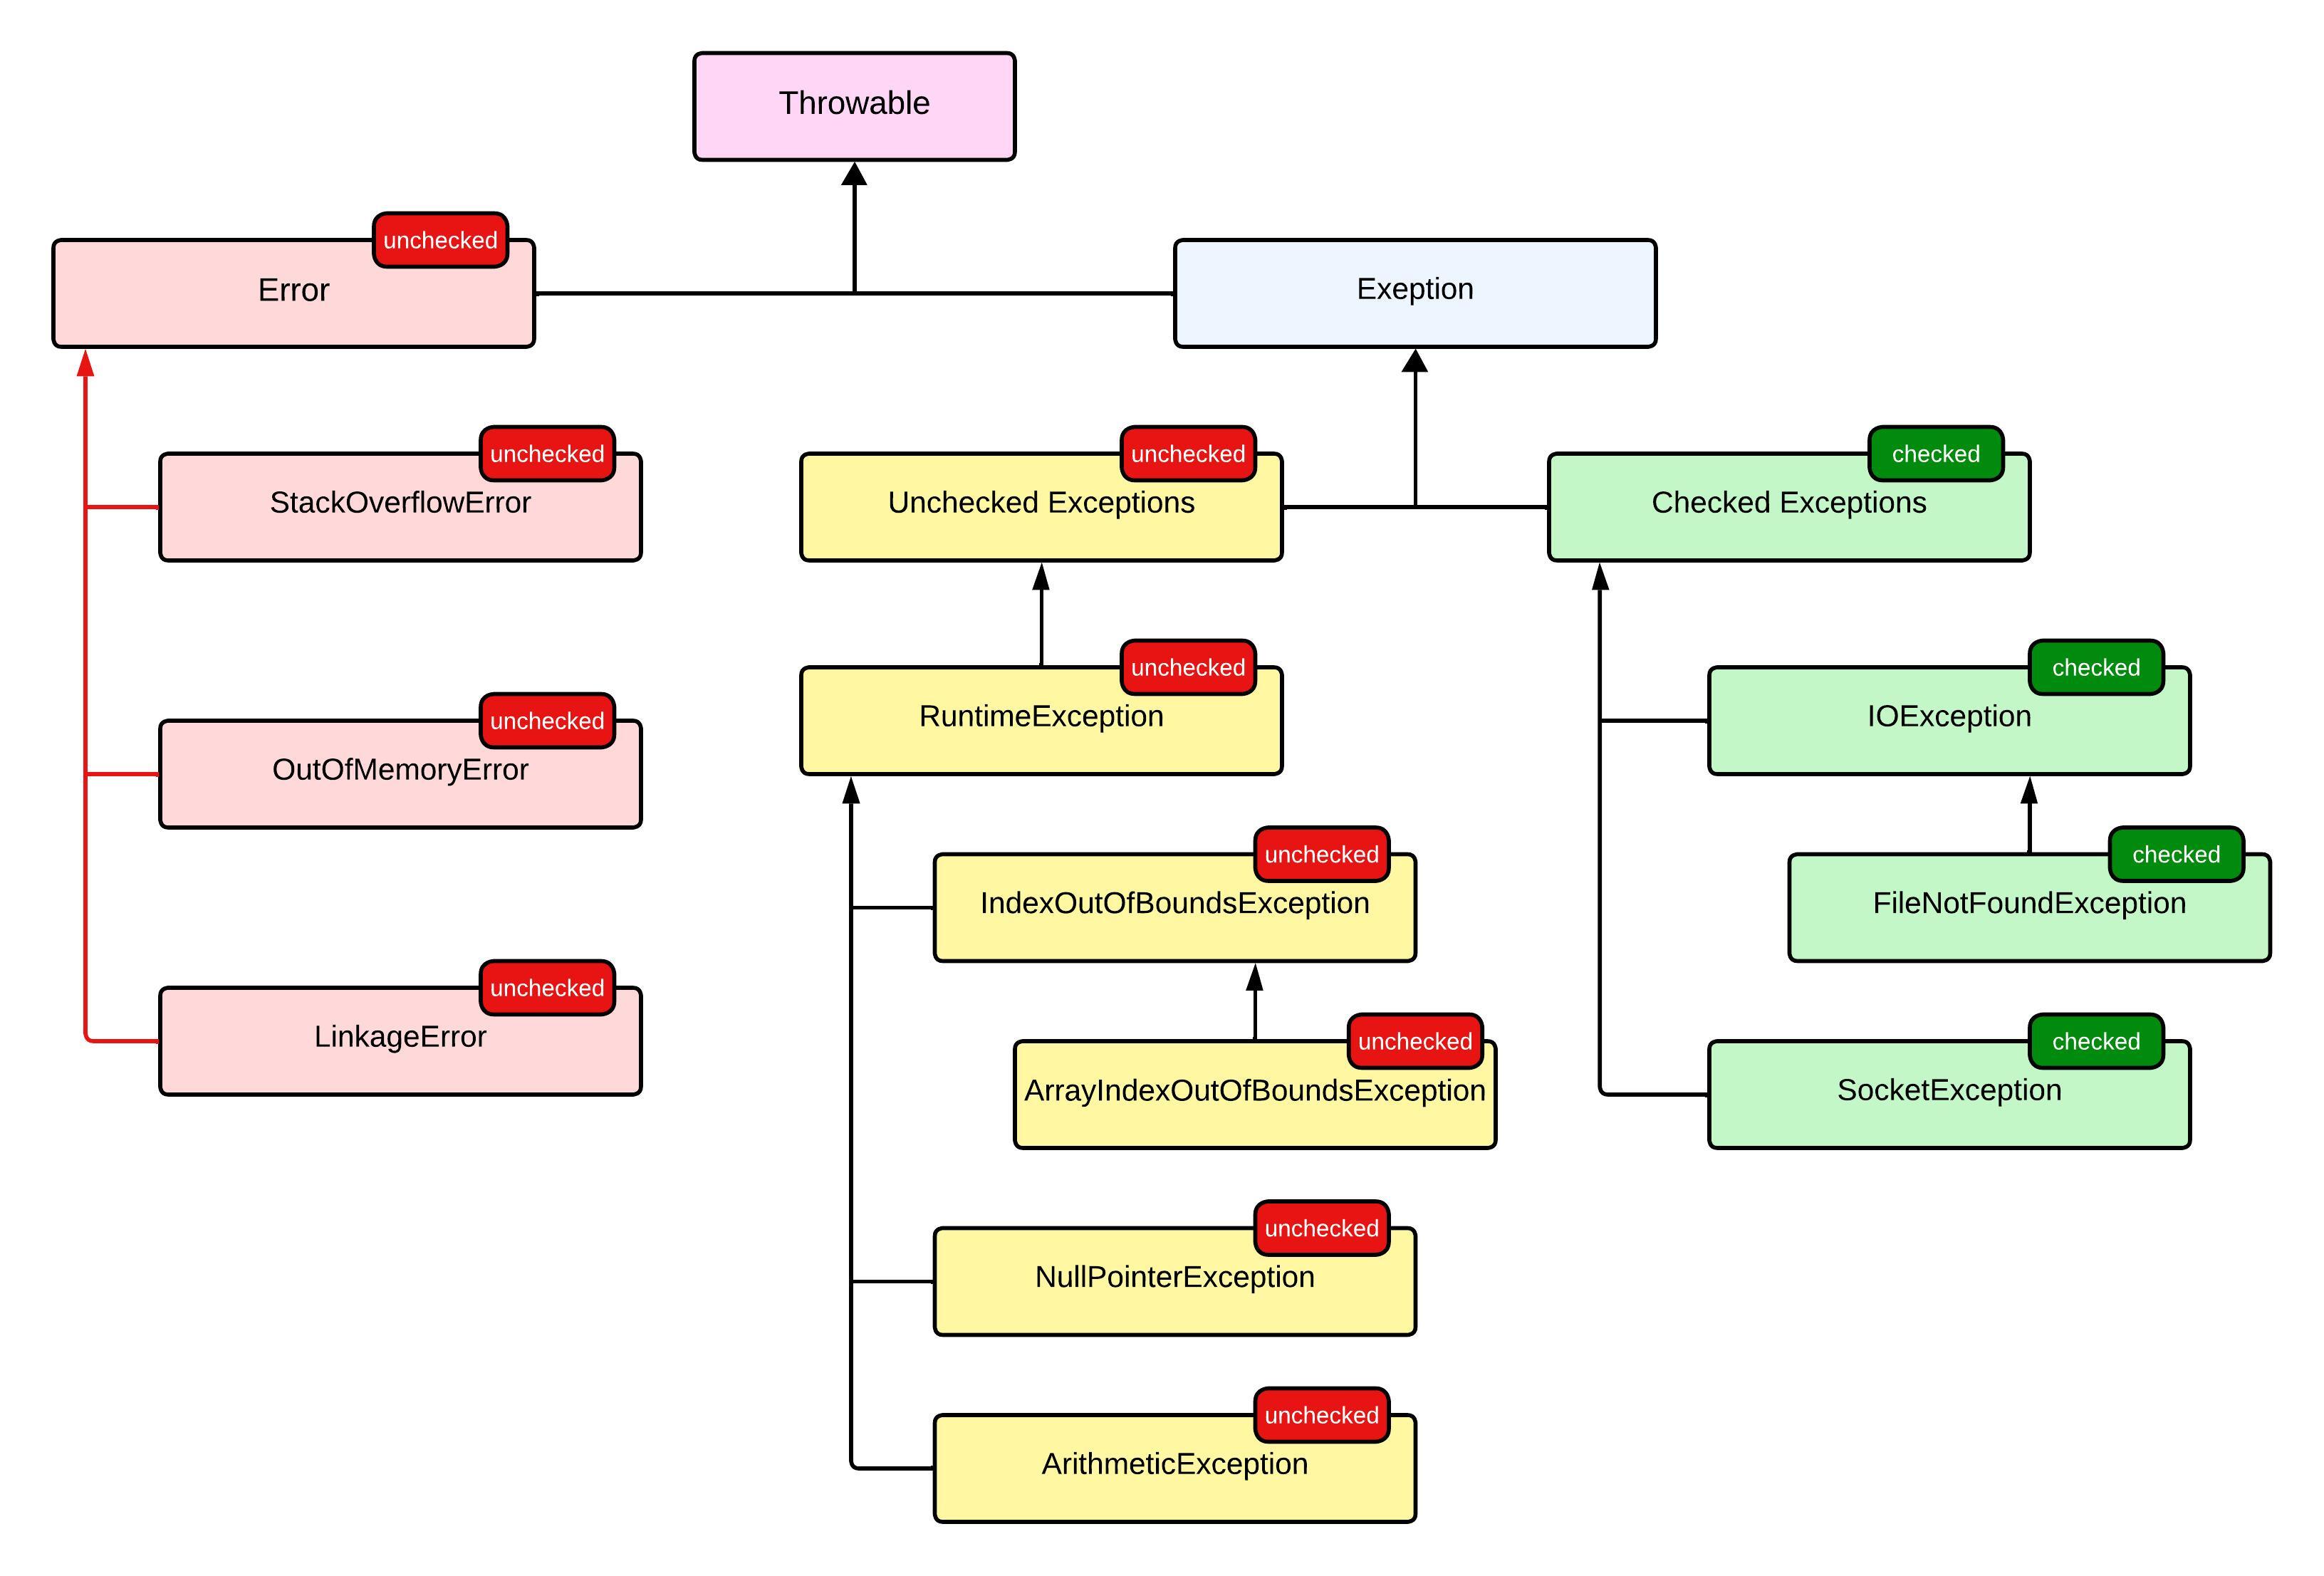 Throwable
unchecked
Error
Exeption
unchecked
StackOverflowError
unchecked
Unchecked Exceptions
checked
Checked Exceptions
unchecked
RuntimeException
checked
IOException
unchecked
OutOfMemoryError
unchecked
IndexOutOfBoundsException
checked
FileNotFoundException
unchecked
LinkageError
unchecked
ArrayIndexOutOfBoundsException
checked
SocketException
unchecked
NullPointerException
unchecked
ArithmeticException